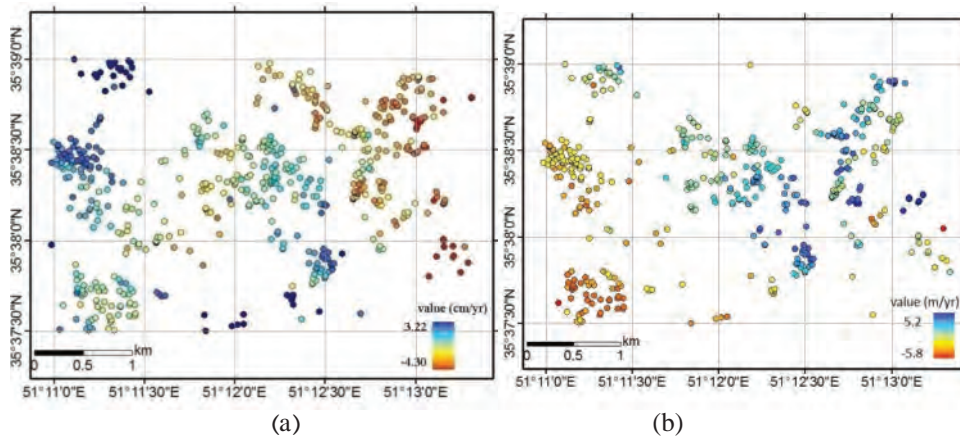 35°39'0"N
35°38'30"N
35°38'0"N
35°37'30"N
value (cm/yr)
3.22
-4.30
km
0 0.5 1
51°11'0"E 51°11'30"E 51°12'0"E 51°12'30"E 51°13'0"E
(a)
35°39'0"N
35°38'30"N
35°38'0"N
35°37'30"N
value (m/yr)
5.2
-5.8
km
0 0.5 1
51°11'0"E 51°11'30"E 51°12'0"E 51°12'30"E 51°13'0"E
(b)